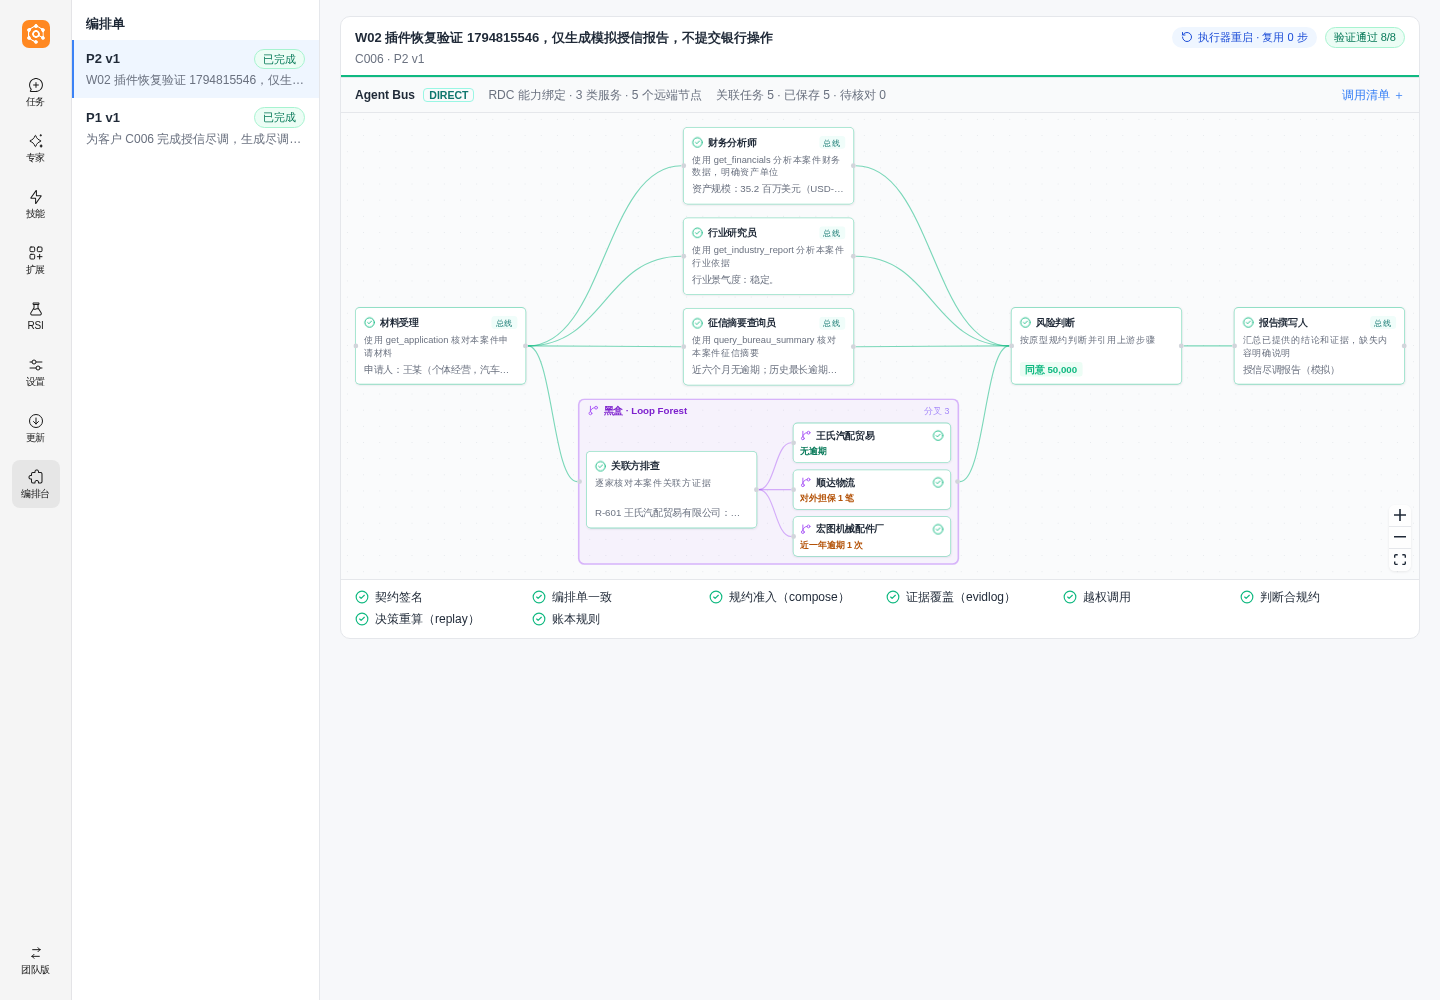 任务
专家
技能
扩展
RSI
设置
更新
编排台
团队版
编排单
P2 v1
已完成
W02 插件恢复验证 1794815546，仅生…
P1 v1
已完成
为客户 C006 完成授信尽调，生成尽调…
W02 插件恢复验证 1794815546，仅生成模拟授信报告，不提交银行操作
C006 · P2 v1
执行器重启 · 复用 0 步
验证通过 8/8
Agent Bus
DIRECT
RDC 能力绑定 · 3 类服务 · 5 个远端节点
关联任务 5 · 已保存 5 · 待核对 0
调用清单 ＋
财务分析师
总线
使用 get_financials 分析本案件财务
数据，明确资产单位
资产规模：35.2 百万美元（USD-…
行业研究员
总线
使用 get_industry_report 分析本案件
行业依据
行业景气度：稳定。
材料受理
总线
使用 get_application 核对本案件申
请材料
申请人：王某（个体经营，汽车…
征信摘要查询员
总线
使用 query_bureau_summary 核对
本案件征信摘要
近六个月无逾期；历史最长逾期…
风险判断
按原型规约判断并引用上游步骤
同意 50,000
报告撰写人
总线
汇总已提供的结论和证据，缺失内
容明确说明
授信尽调报告（模拟）
黑盒 · Loop Forest
分叉 3
关联方排查
逐家核对本案件关联方证据
R-601 王氏汽配贸易有限公司：…
王氏汽配贸易
无逾期
顺达物流
对外担保 1 笔
宏图机械配件厂
近一年逾期 1 次
契约签名
编排单一致
规约准入（compose）
证据覆盖（evidlog）
越权调用
判断合规约
决策重算（replay）
账本规则